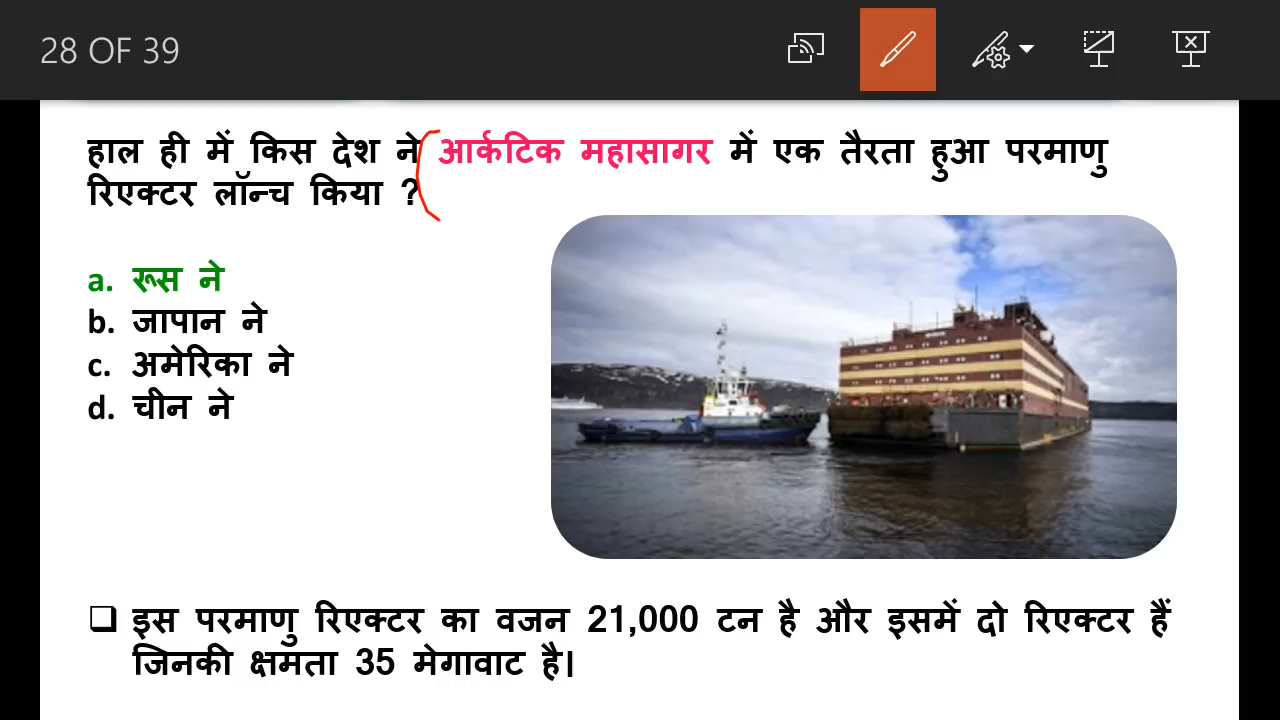 28 OF 39
हाल ही में किस देश ने आर्कटिक महासागर में एक तैरता हुआ परमाणु
रिएक्टर लॉन्च किया ?
a. रूस ने
b. जापान ने
c. अमेरिका ने
d. चीन ने
इस परमाणु रिएक्टर का वजन 21,000 टन है और इसमें दो रिएक्टर हैं
जिनकी क्षमता 35 मेगावाट है।